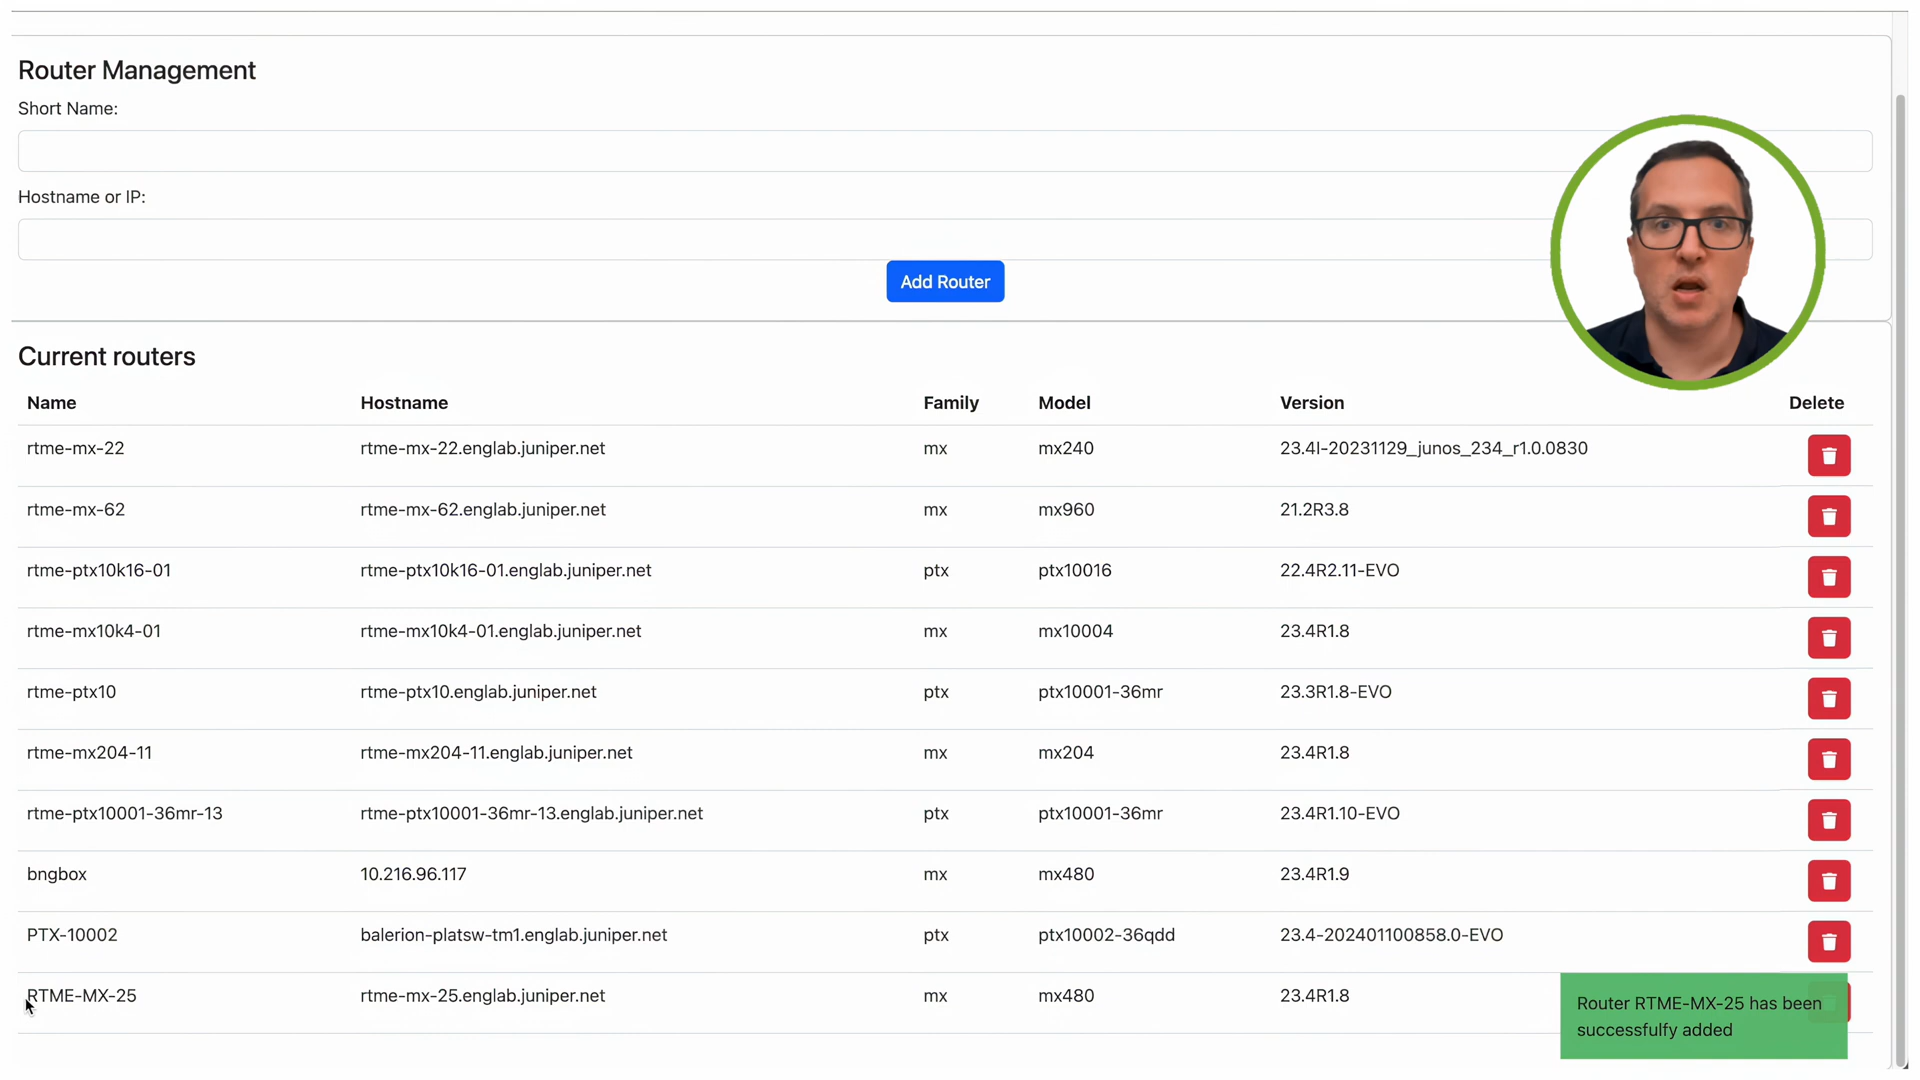 Router Management
Short Name:
Hostname or IP:
Add Router
Current routers
Name Hostname Family Model Version Delete
rtme-mx-22 rtme-mx-22.englab.juniper.net mx mx240 23.4I-20231129_junos_234_r1.0.0830
rtme-mx-62 rtme-mx-62.englab.juniper.net mx mx960 21.2R3.8
rtme-ptx10k16-01 rtme-ptx10k16-01.englab.juniper.net ptx ptx10016 22.4R2.11-EVO
rtme-mx10k4-01 rtme-mx10k4-01.englab.juniper.net mx mx10004 23.4R1.8
rtme-ptx10 rtme-ptx10.englab.juniper.net ptx ptx10001-36mr 23.3R1.8-EVO
rtme-mx204-11 rtme-mx204-11.englab.juniper.net mx mx204 23.4R1.8
rtme-ptx10001-36mr-13 rtme-ptx10001-36mr-13.englab.juniper.net ptx ptx10001-36mr 23.4R1.10-EVO
bngbox 10.216.96.117 mx mx480 23.4R1.9
PTX-10002 balerion-platsw-tm1.englab.juniper.net ptx ptx10002-36qdd 23.4-202401100858.0-EVO
RTME-MX-25 rtme-mx-25.englab.juniper.net mx mx480 23.4R1.8
Router RTME-MX-25 has been
successfulfy added